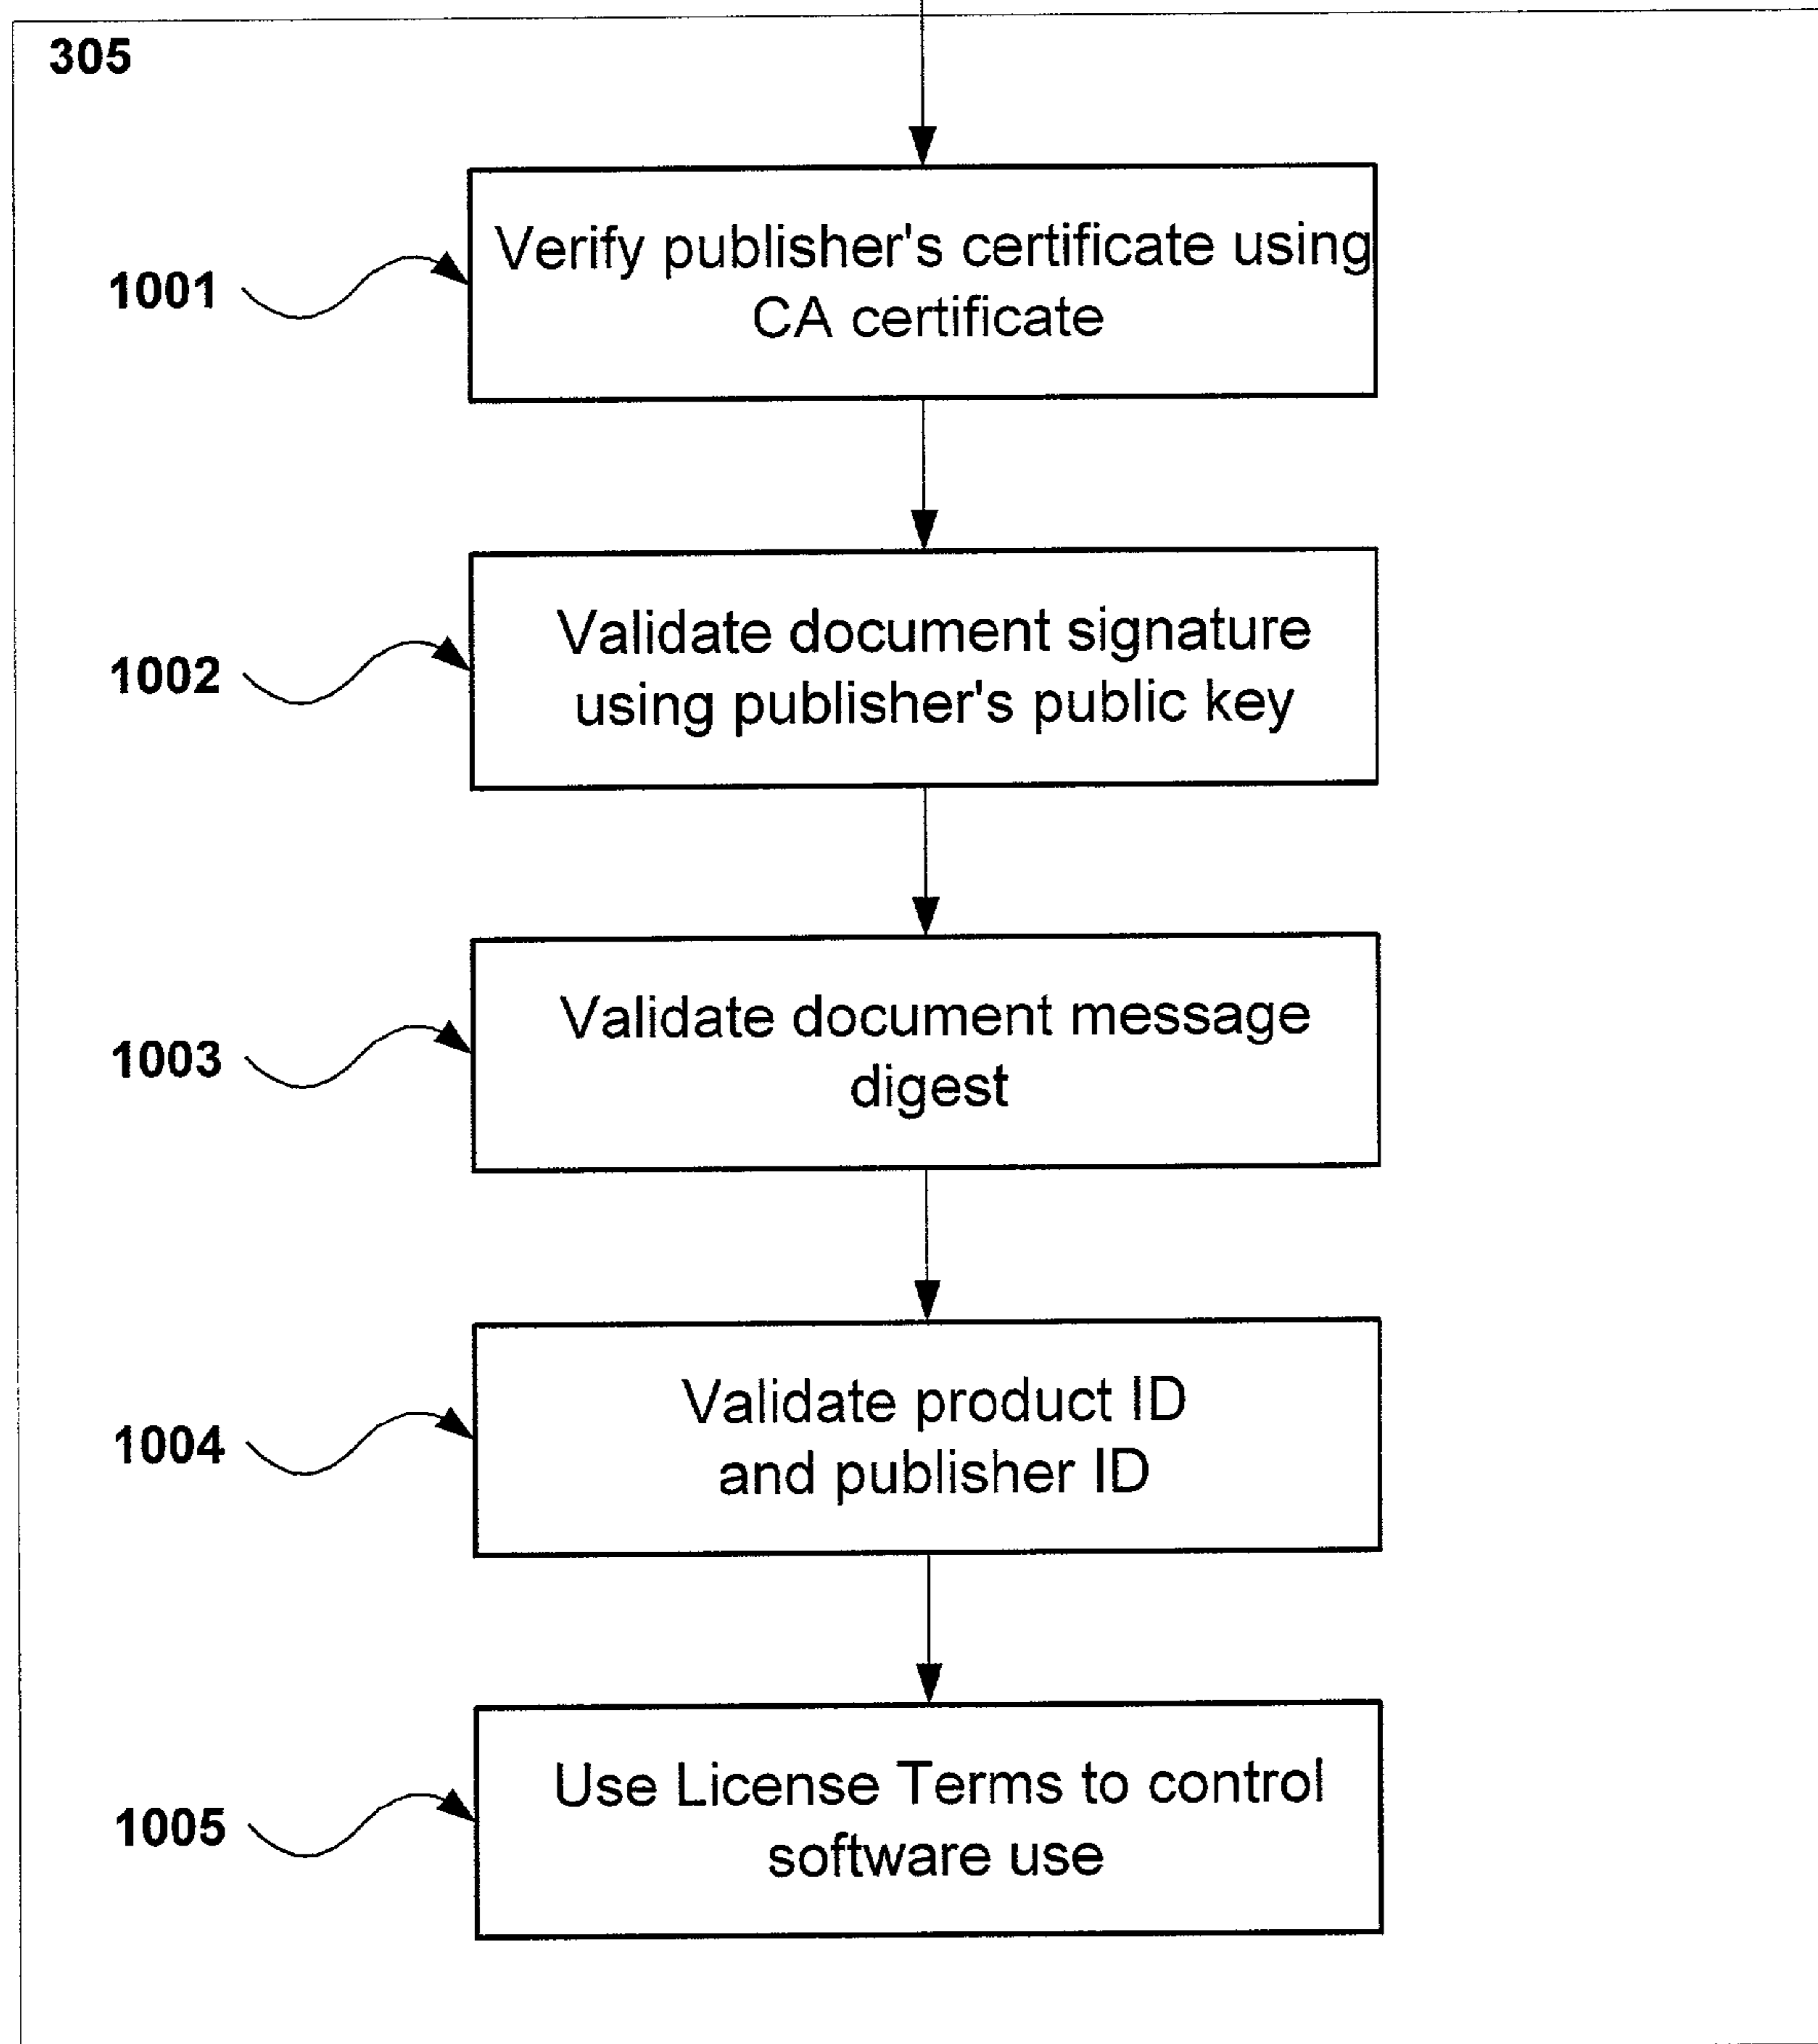 305
1001
Verify publisher's certificate using
CA certificate
1002
Validate document signature
using publisher's public key
1003
Validate document message
digest
1004
Validate product ID
and publisher ID
1005
Use License Terms to control
software use